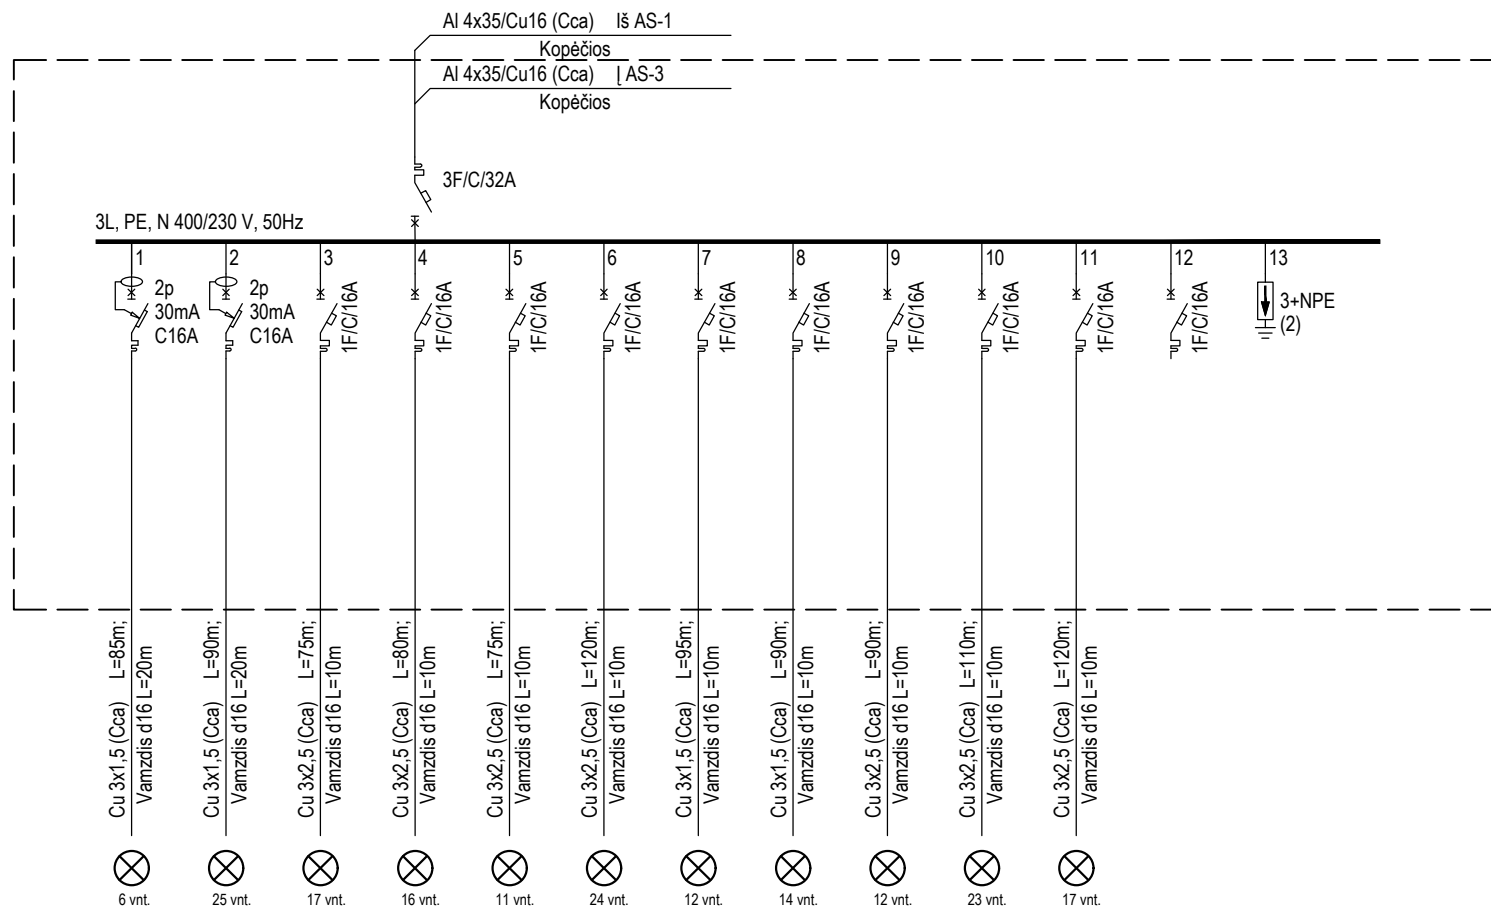 Al 4x35/Cu16 (Cca) Iš AS-1
Kopėčios
Al 4x35/Cu16 (Cca) Į AS-3
Kopėčios
3F/C/32A
3L, PE, N 400/230 V, 50Hz
1
2
3
4
5
6
7
8
9
10
11
12
13
2p
30mA
C16A
2p
30mA
C16A
1F/C/16A
1F/C/16A
1F/C/16A
1F/C/16A
1F/C/16A
1F/C/16A
1F/C/16A
1F/C/16A
1F/C/16A
1F/C/16A
3+NPE
(2)
Cu 3x1,5 (Cca) L=85m;
Vamzdis d16 L=20m
Cu 3x1,5 (Cca) L=90m;
Vamzdis d16 L=20m
Cu 3x2,5 (Cca) L=75m;
Vamzdis d16 L=10m
Cu 3x2,5 (Cca) L=80m;
Vamzdis d16 L=10m
Cu 3x2,5 (Cca) L=75m;
Vamzdis d16 L=10m
Cu 3x2,5 (Cca) L=120m;
Vamzdis d16 L=10m
Cu 3x1,5 (Cca) L=95m;
Vamzdis d16 L=10m
Cu 3x1,5 (Cca) L=90m;
Vamzdis d16 L=10m
Cu 3x2,5 (Cca) L=90m;
Vamzdis d16 L=10m
Cu 3x2,5 (Cca) L=110m;
Vamzdis d16 L=10m
Cu 3x2,5 (Cca) L=120m;
Vamzdis d16 L=10m
6 vnt.
25 vnt.
17 vnt.
16 vnt.
11 vnt.
24 vnt.
12 vnt.
14 vnt.
12 vnt.
23 vnt.
17 vnt.